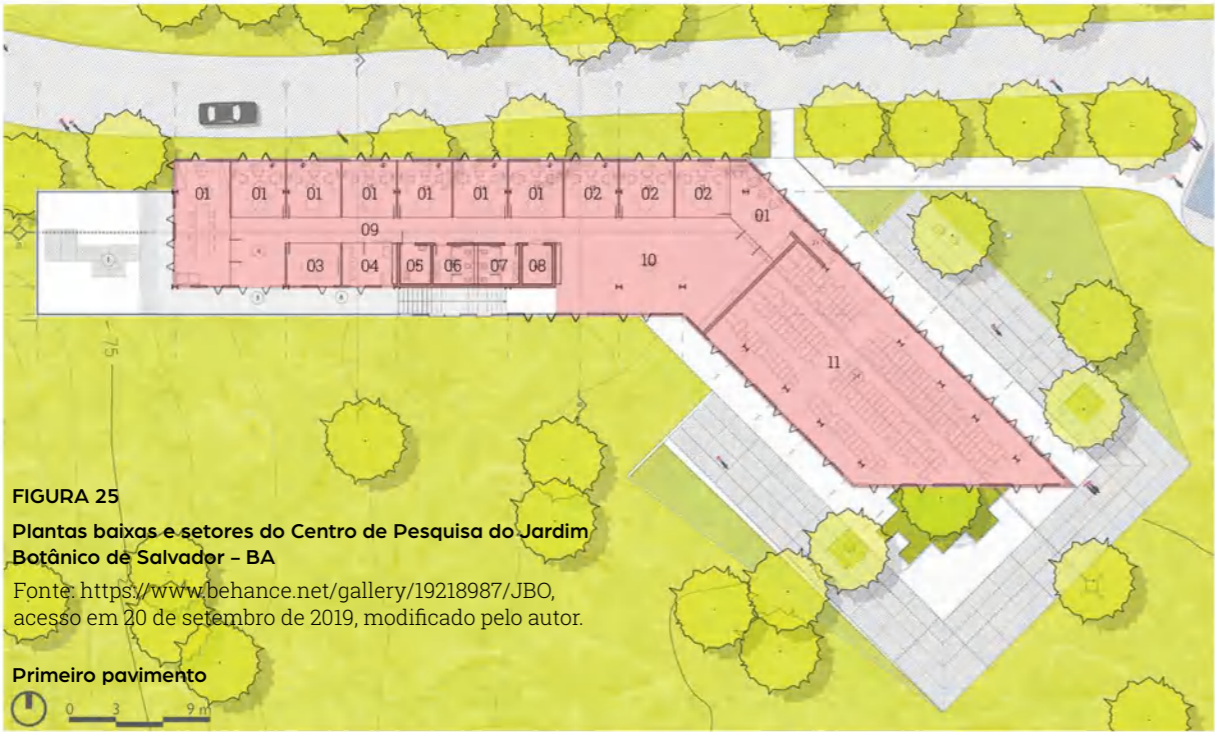 01 01 01 01 01 01 01 02 02 02
01
09
03 04 05 06 07 08
10
11
75
FIGURA 25
Plantas baixas e setores do Centro de Pesquisa do Jardim
Botânico de Salvador - BA
Fonte: https://www.behance.net/gallery/19218987/JBO,
acesso em 20 de setembro de 2019, modificado pelo autor.
Primeiro pavimento
0 3 9 m